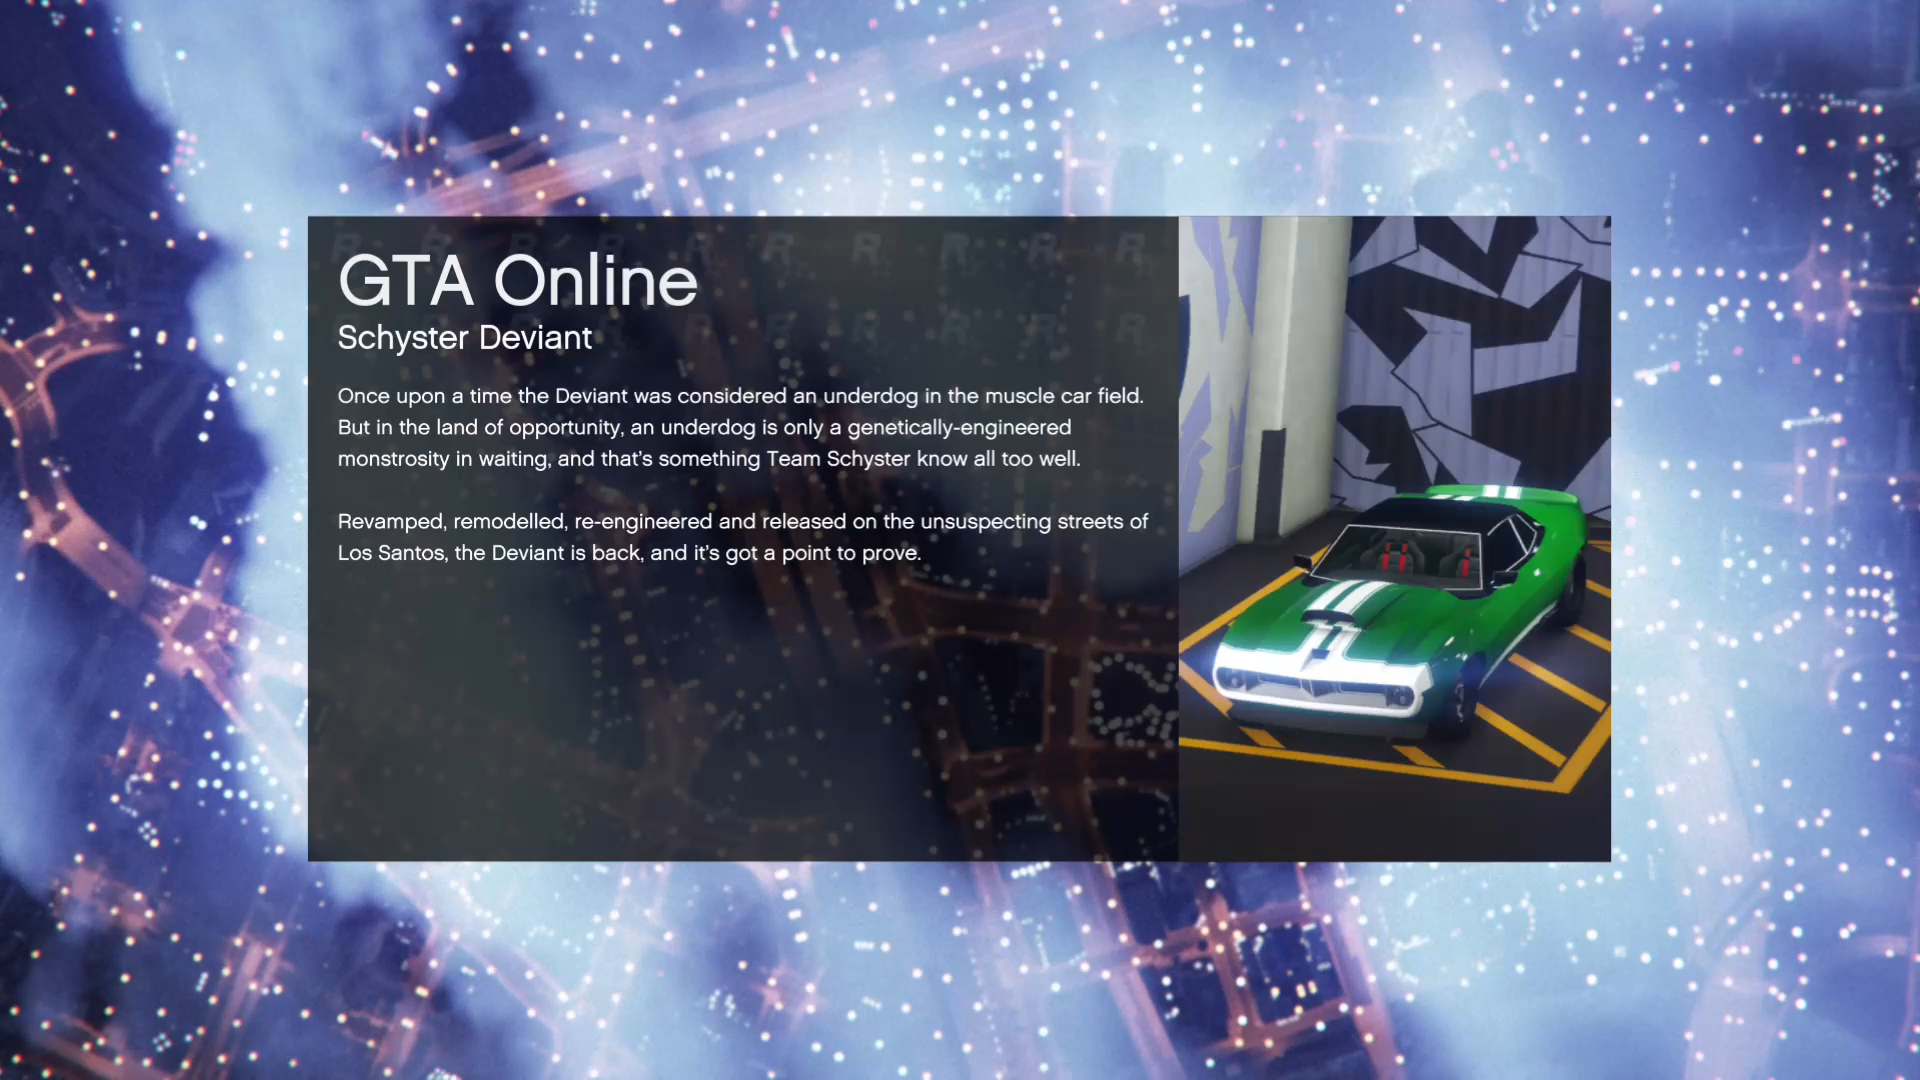 GTA Online
Schyster Deviant
Once upon a time the Deviant was considered an underdog in the muscle car field.
But in the land of opportunity, an underdog is only a genetically-engineered
monstrosity in waiting, and that's something Team Schyster know all too well.
Revamped, remodelled, re-engineered and released on the unsuspecting streets of
Los Santos, the Deviant is back, and it's got a point to prove.